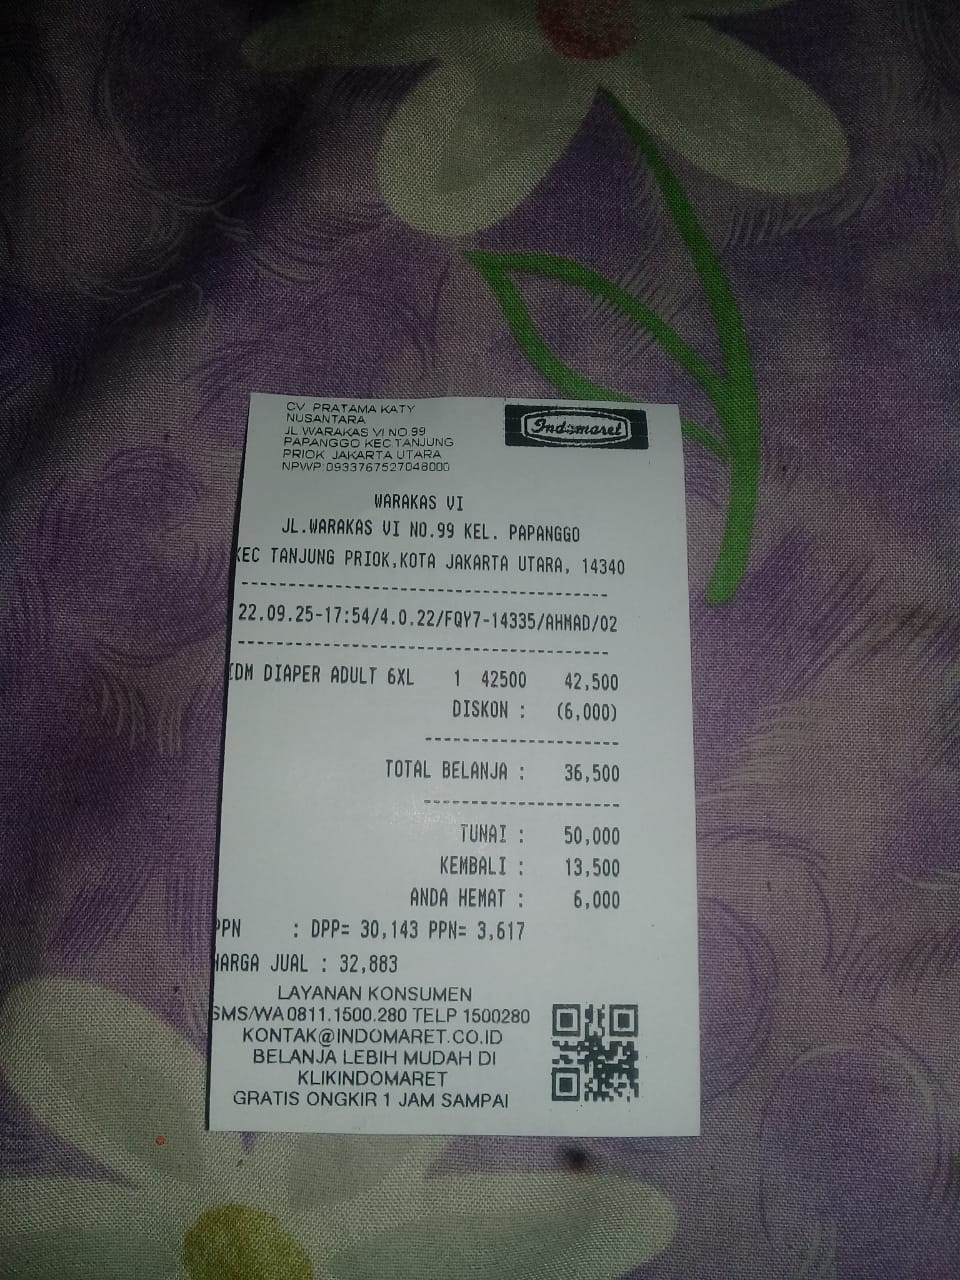 CV. PRATAMA KATY
NUSANTARA
JL WARAKAS VI NO.99
PAPANGGO KEC TANJUNG
PRIOK JAKARTA UTARA
NPWP:0933767527048000
Indomaret
WARAKAS VI
JL.WARAKAS VI NO.99 KEL. PAPANGGO
KEC TANJUNG PRIOK,KOTA JAKARTA UTARA, 14340
22.09.25-17:54/4.0.22/FQY7-14335/AHMAD/02
IDM DIAPER ADULT 6XL 1 42500 42,500
DISKON : (6,000)
TOTAL BELANJA : 36,500
TUNAI : 50,000
KEMBALI : 13,500
ANDA HEMAT : 6,000
PPN : DPP= 30,143 PPN= 3,617
HARGA JUAL : 32,883
LAYANAN KONSUMEN
SMS/WA 0811.1500.280 TELP 1500280
KONTAK@INDOMARET.CO.ID
BELANJA LEBIH MUDAH DI
KLIKINDOMARET
GRATIS ONGKIR 1 JAM SAMPAI